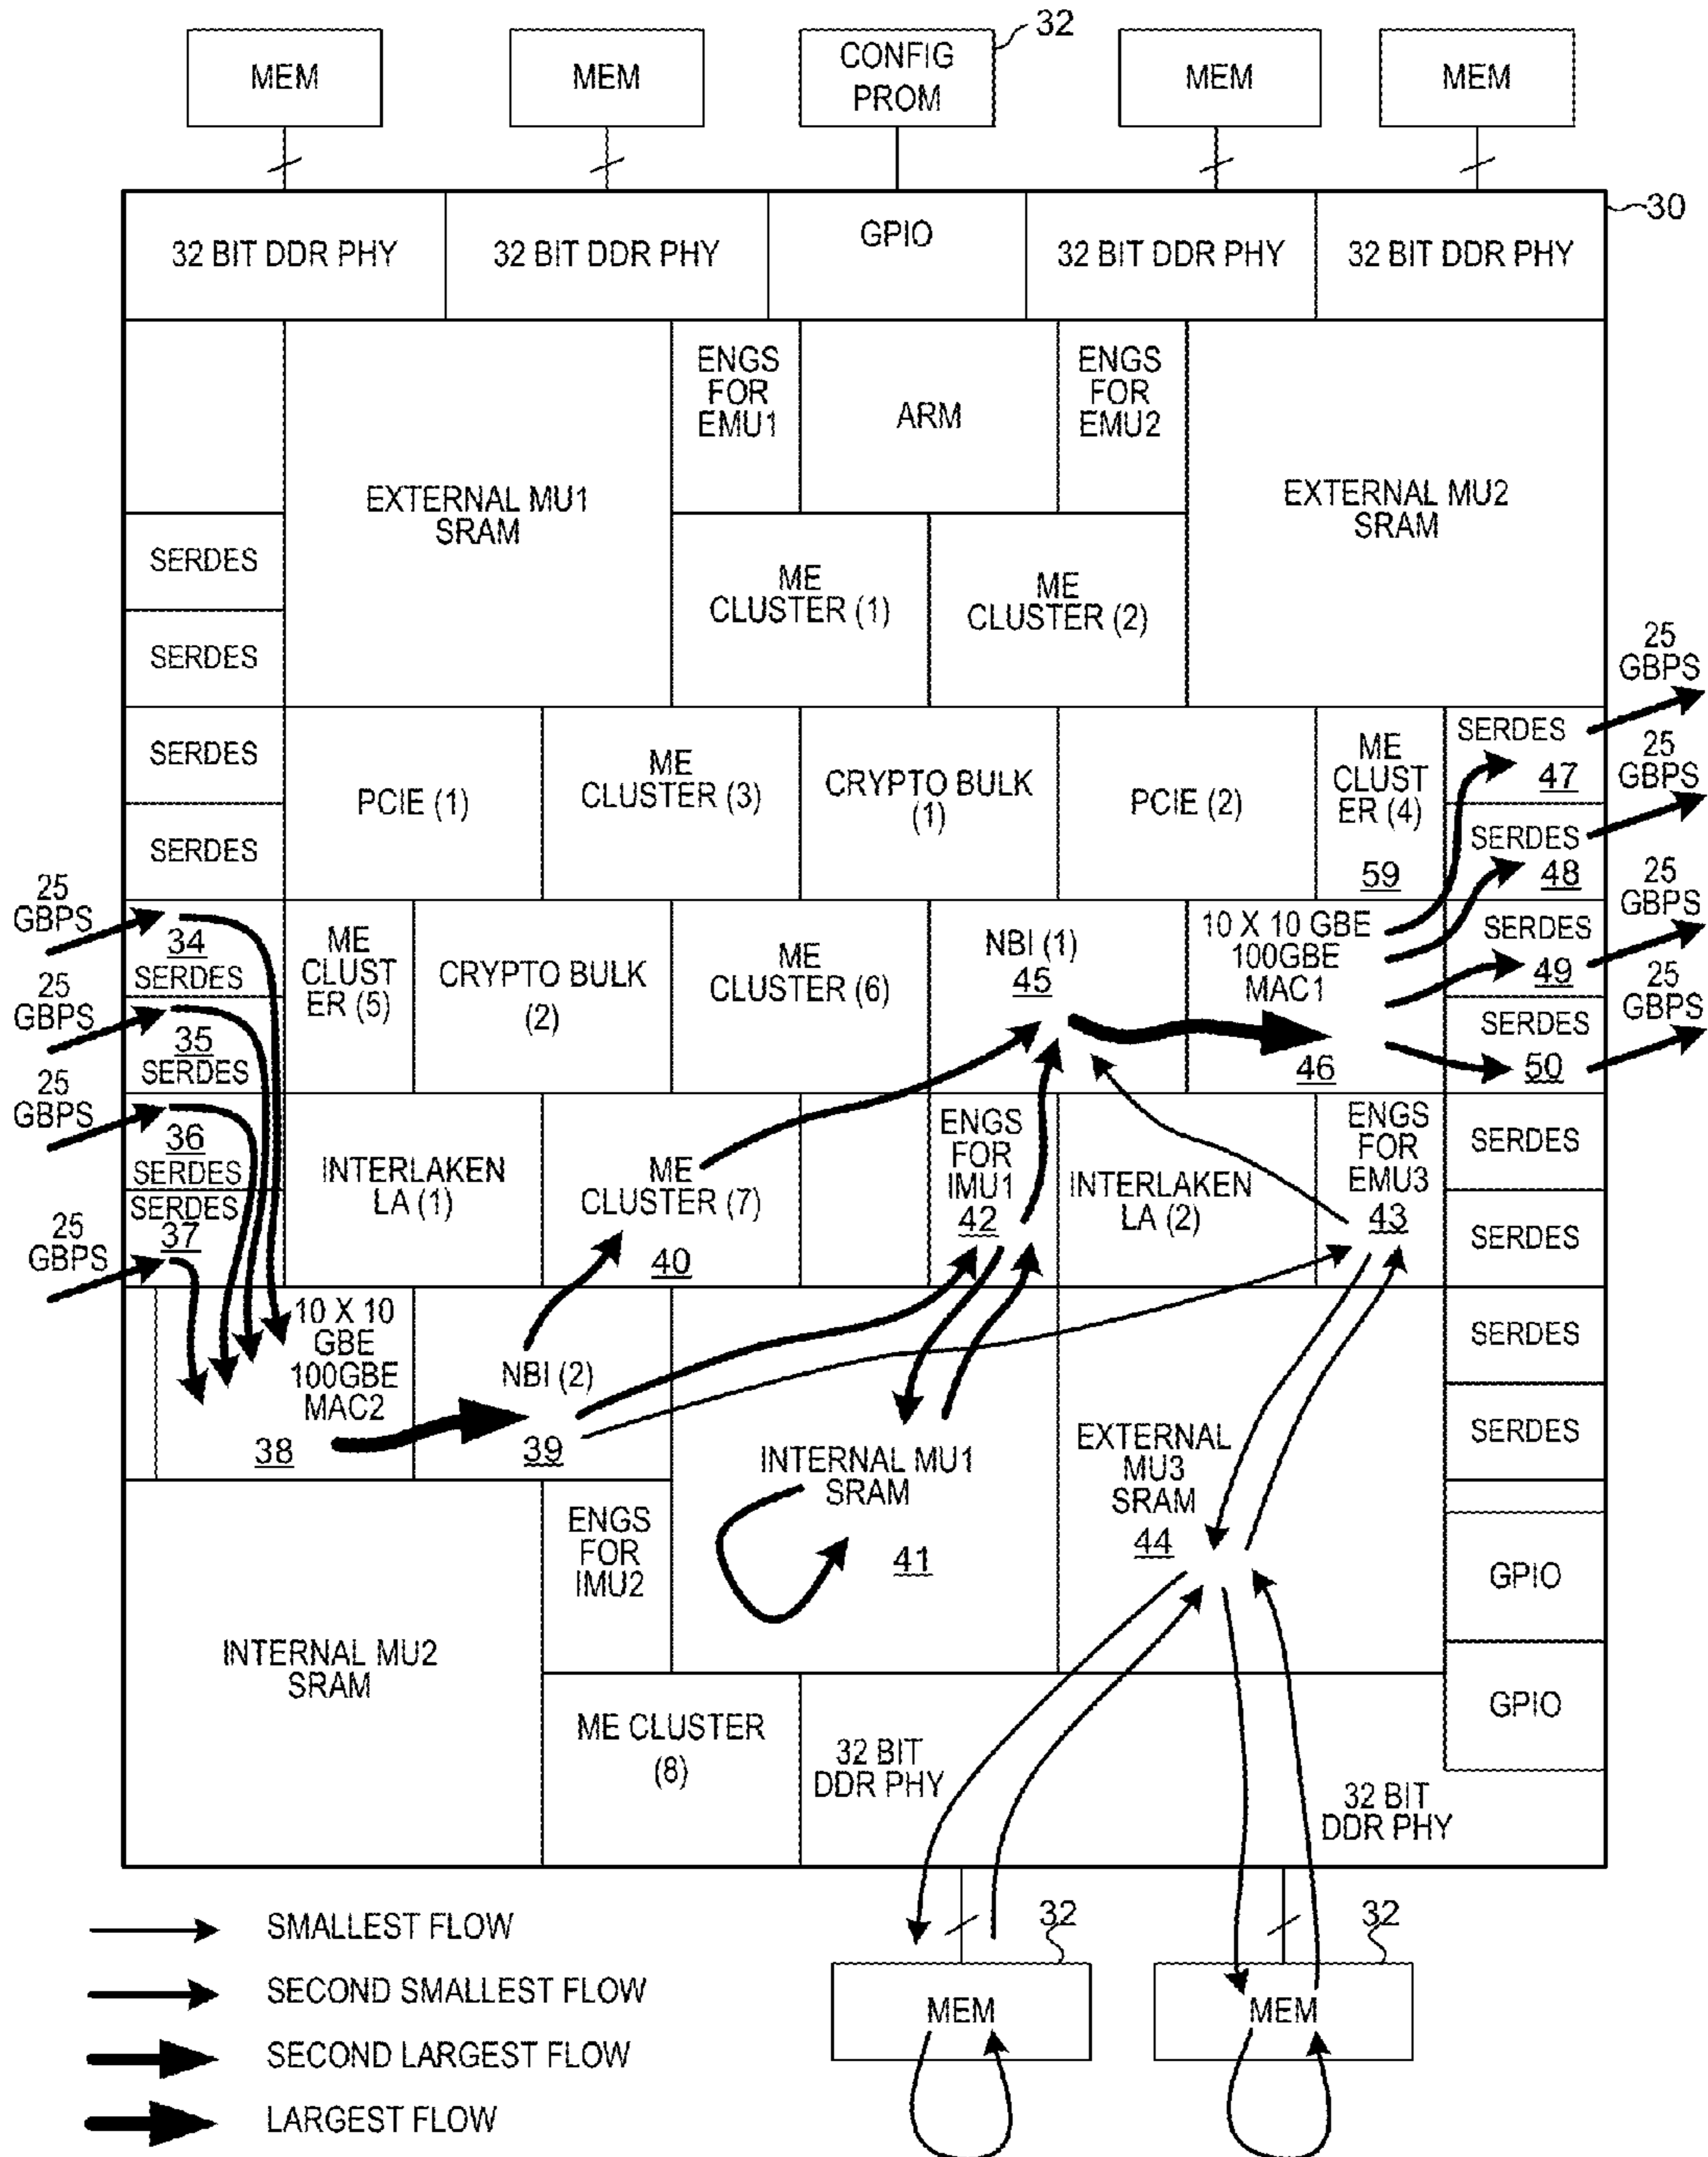 32
MEM
MEM
CONFIG
PROM
MEM
MEM
30
32 BIT DDR PHY
32 BIT DDR PHY
GPIO
32 BIT DDR PHY
32 BIT DDR PHY
ENGS
FOR
EMU1
ARM
ENGS
FOR
EMU2
EXTERNAL MU1
SRAM
EXTERNAL MU2
SRAM
SERDES
SERDES
ME
CLUSTER (1)
ME
CLUSTER (2)
25
GBPS
SERDES
SERDES
PCIE (1)
ME
CLUSTER (3)
CRYPTO BULK
(1)
PCIE (2)
ME
CLUST
ER (4)
59
SERDES
47
25
GBPS
SERDES
48
25
GBPS
34
SERDES
25
GBPS
35
SERDES
ME
CLUST
ER (5)
CRYPTO BULK
(2)
ME
CLUSTER (6)
NBI (1)
45
10 X 10 GBE
100GBE
MAC1
46
SERDES
49
25
GBPS
SERDES
50
25
GBPS
25
GBPS
36
SERDES
SERDES
37
25
GBPS
INTERLAKEN
LA (1)
ME
CLUSTER (7)
40
ENGS
FOR
IMU1
42
INTERLAKEN
LA (2)
ENGS
FOR
EMU3
43
SERDES
SERDES
10 X 10
GBE
100GBE
MAC2
38
NBI (2)
39
INTERNAL MU1
SRAM
41
EXTERNAL
MU3
SRAM
44
SERDES
SERDES
ENGS
FOR
IMU2
GPIO
INTERNAL MU2
SRAM
GPIO
ME CLUSTER
(8)
32 BIT
DDR PHY
32 BIT
DDR PHY
SMALLEST FLOW
SECOND SMALLEST FLOW
SECOND LARGEST FLOW
LARGEST FLOW
32
MEM
32
MEM